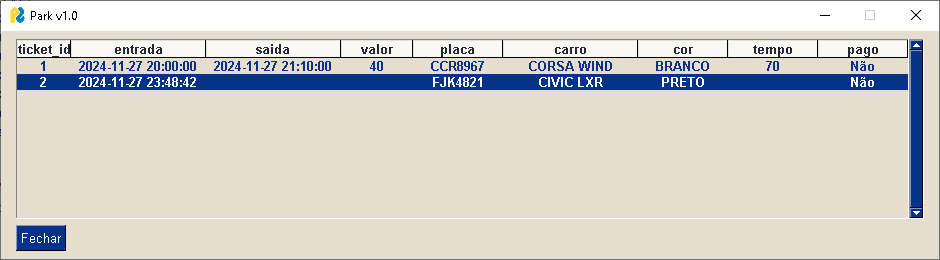 Park v1.0
ticket_id entrada saida valor placa carro cor tempo pago
1 2024-11-27 20:00:00 2024-11-27 21:10:00 40 CCR8967 CORSA WIND BRANCO 70 Não
2 2024-11-27 23:48:42 FJK4821 CIVIC LXR PRETO Não
Fechar